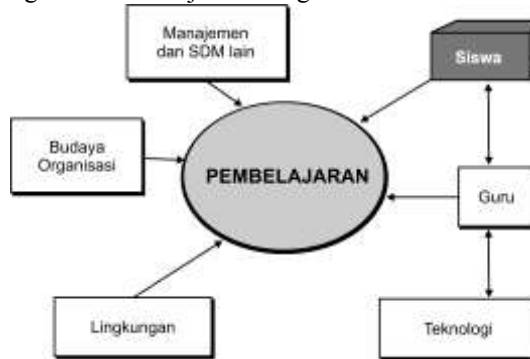 Manajemen
dan SDM lain
Siswa
Budaya
Organisasi
PEMBELAJARAN
Guru
Lingkungan
Teknologi